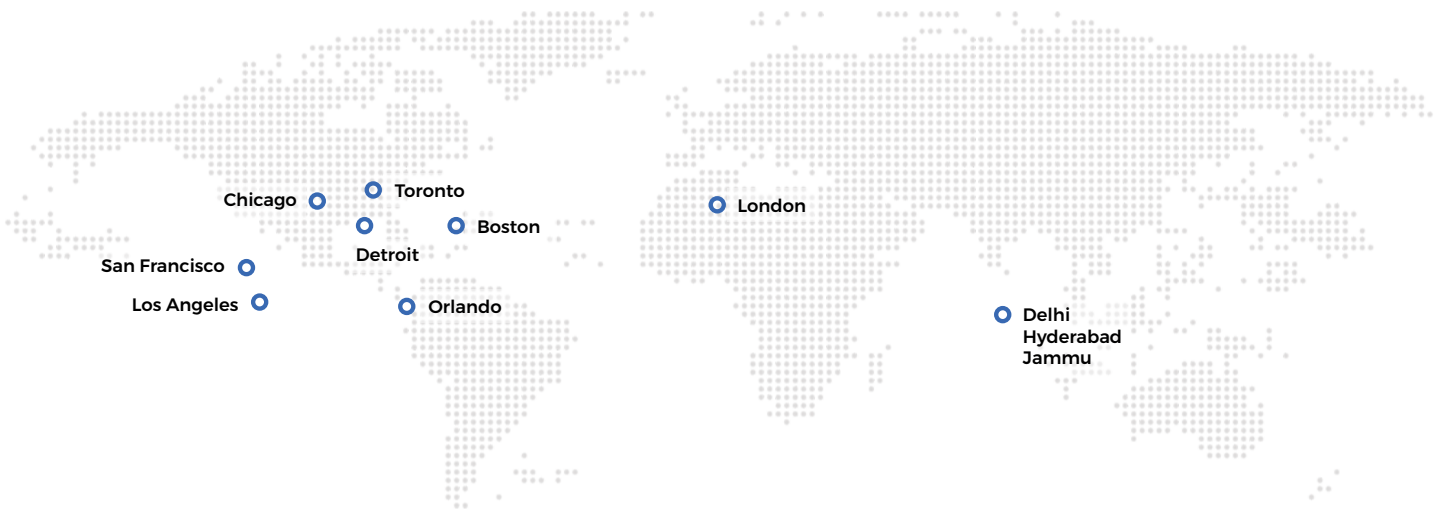 Toronto
Chicago
London
Boston
Detroit
San Francisco
Los Angeles
Orlando
Delhi
Hyderabad
Jammu